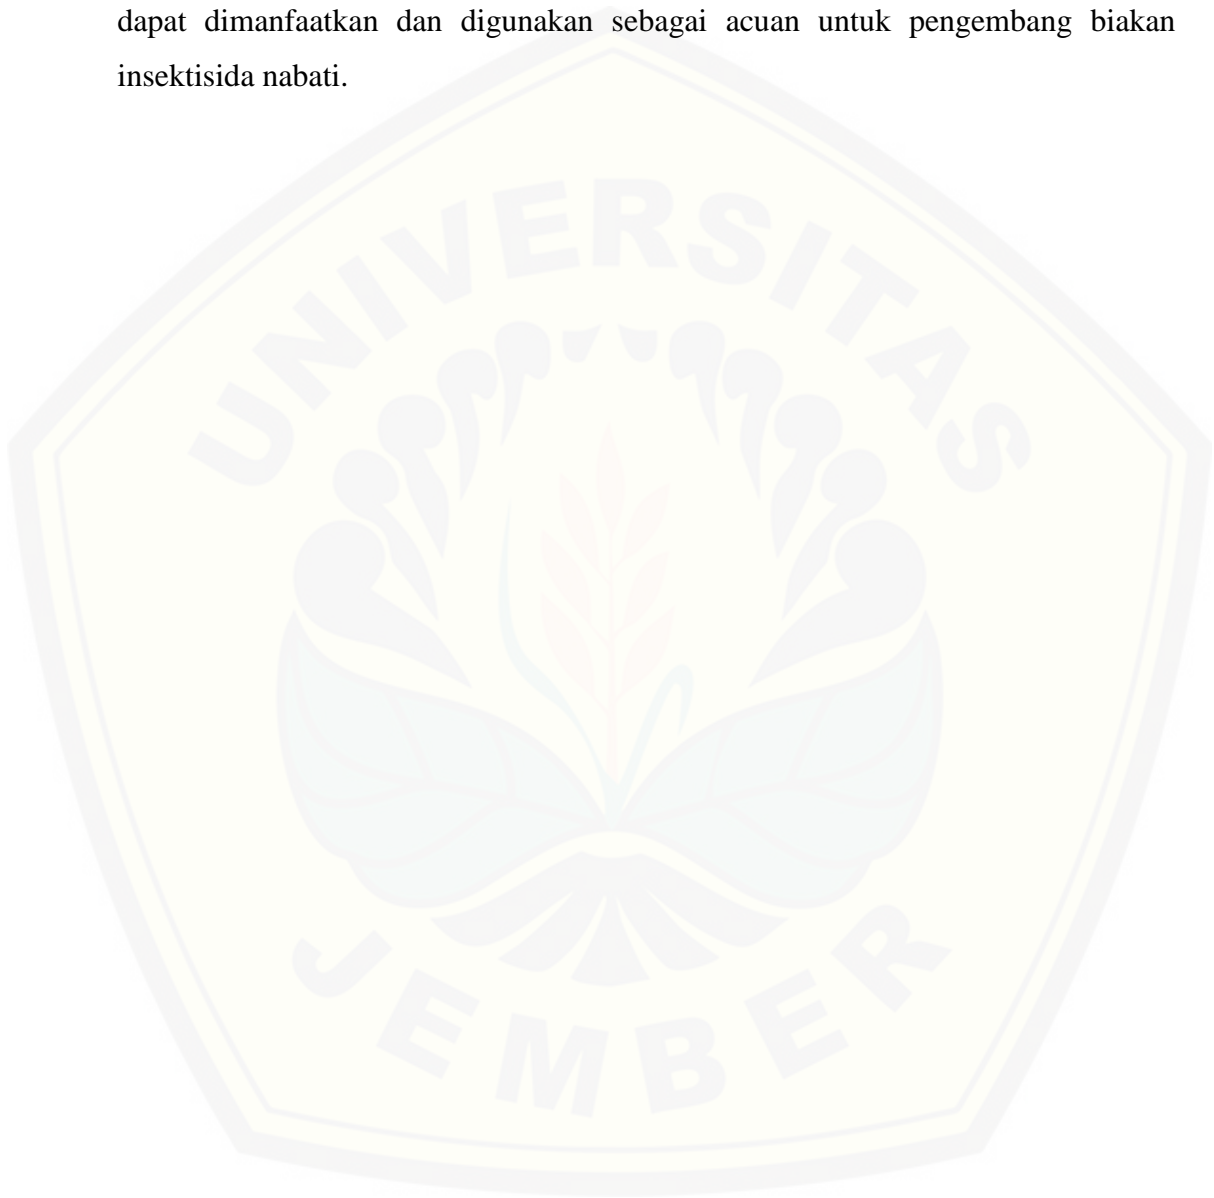 dapat dimanfaatkan dan digunakan sebagai acuan untuk pengembang biakan
insektisida nabati.
UNIVERSITAS
JEMBER